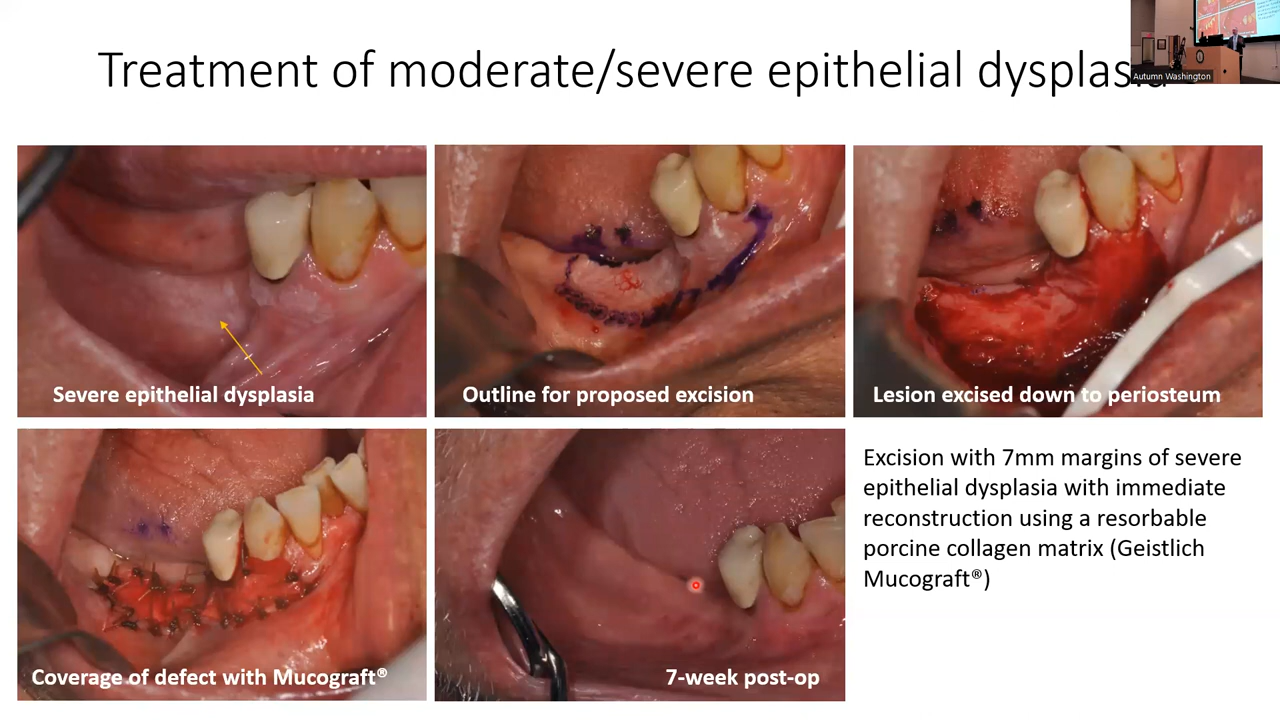 Treatment of moderate/severe epithelial dysplasia
Autumn Washington
Severe epithelial dysplasia
Outline for proposed excision
Lesion excised down to periosteum
Coverage of defect with Mucograft®
7-week post-op
Excision with 7mm margins of severe
epithelial dysplasia with immediate
reconstruction using a resorbable
porcine collagen matrix (Geistlich
Mucograft®)